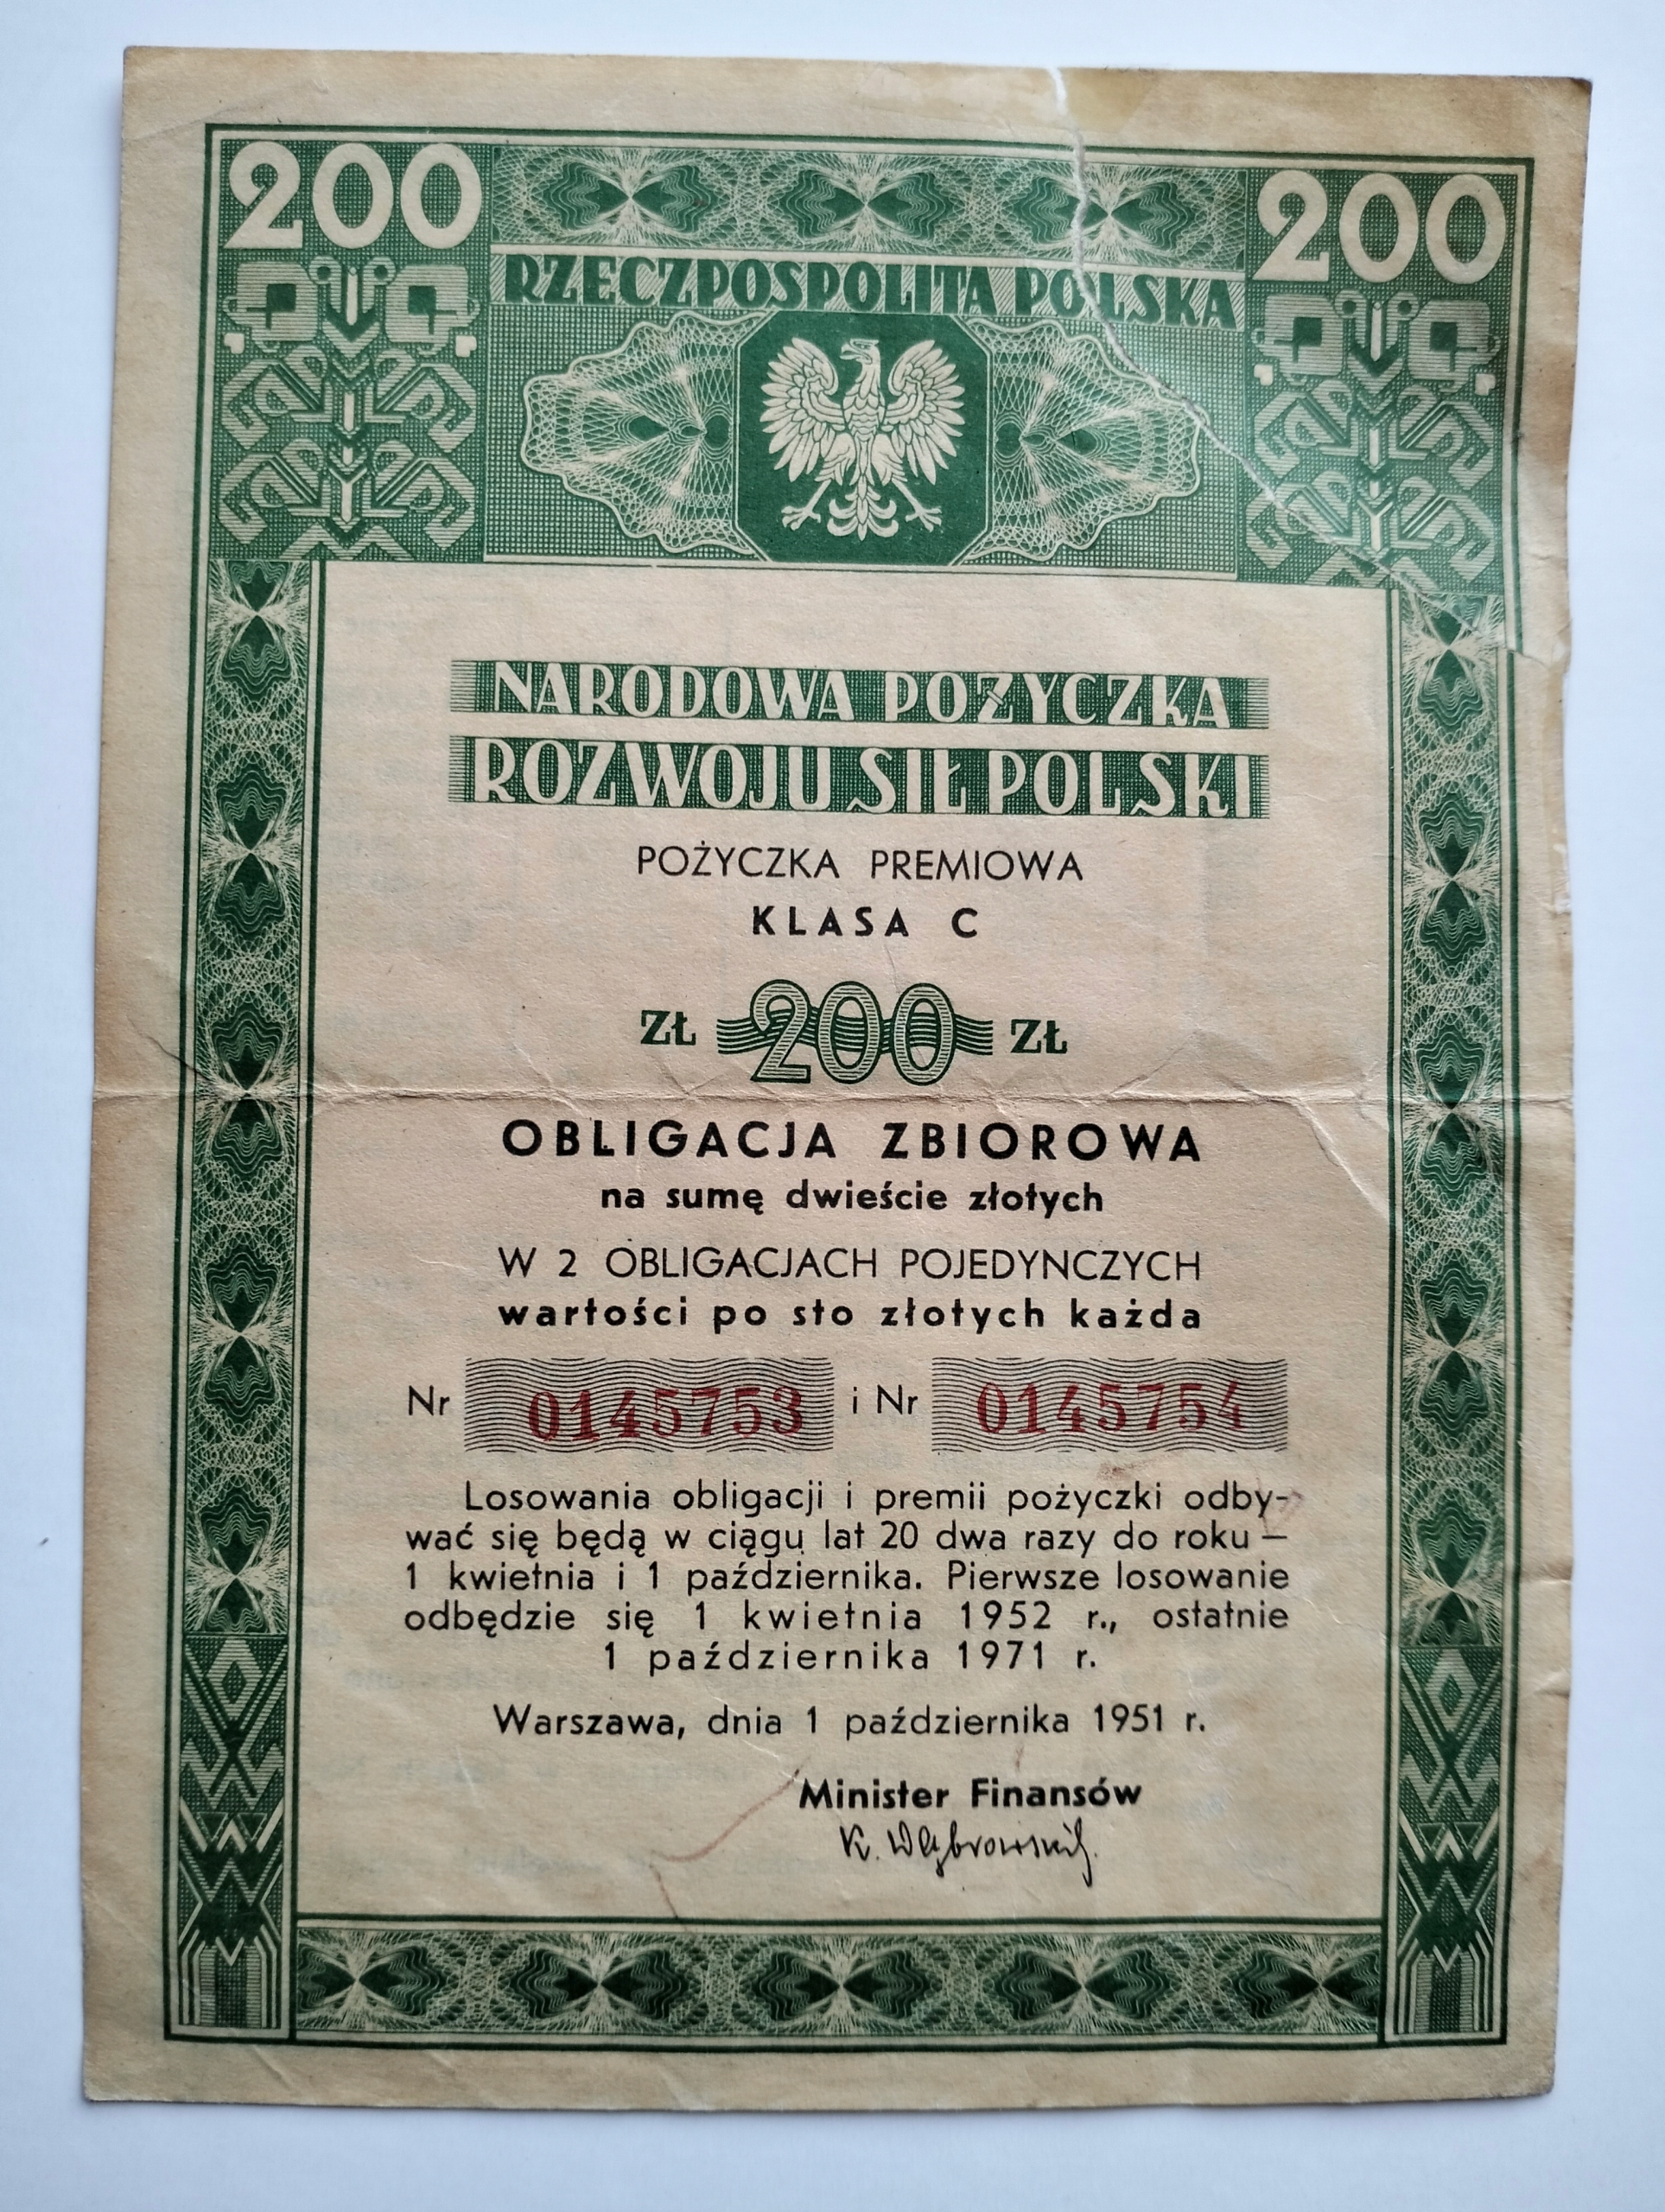 200 200
RZECZPOSPOLITA POLSKA
NARODOWA POŻYCZKA
ROZWOJU SIŁ POLSKI
POŻYCZKA PREMIOWA
KLASA C
ZŁ 200 ZŁ
OBLIGACJA ZBIOROWA
na sumę dwieście złotych
W 2 OBLIGACJACH POJEDYNCZYCH
wartości po sto złotych każda
Nr 0145753 i Nr 0145754
Losowania obligacji i premii pożyczki odby-
wać się będą w ciągu lat 20 dwa razy do roku —
1 kwietnia i 1 października. Pierwsze losowanie
odbędzie się 1 kwietnia 1952 r., ostatnie
1 października 1971 r.
Warszawa, dnia 1 października 1951 r.
Minister Finansów
K. Dąbrowski